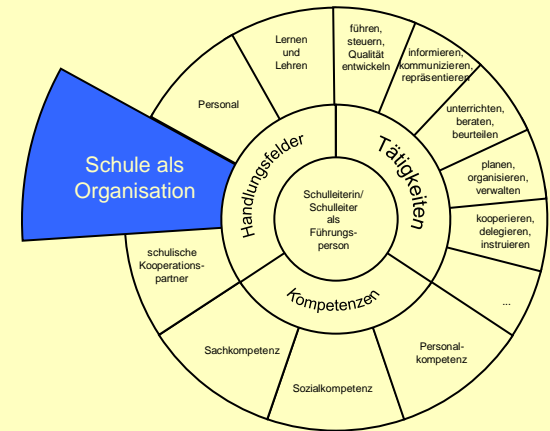 Lernen
und
Lehren
führen,
steuern,
Qualität
entwickeln
informieren,
kommunizieren,
repräsentieren
unterrichten,
beraten,
beurteilen
planen,
organisieren,
verwalten
kooperieren,
delegieren,
instruieren
...
Personal
Schule als
Organisation
schulische
Kooperations-
partner
Handlungsfelder
Tätigkeiten
Kompetenzen
Schulleiterin/
Schulleiter
als
Führungs-
person
Sachkompetenz
Sozialkompetenz
Personal-
kompetenz